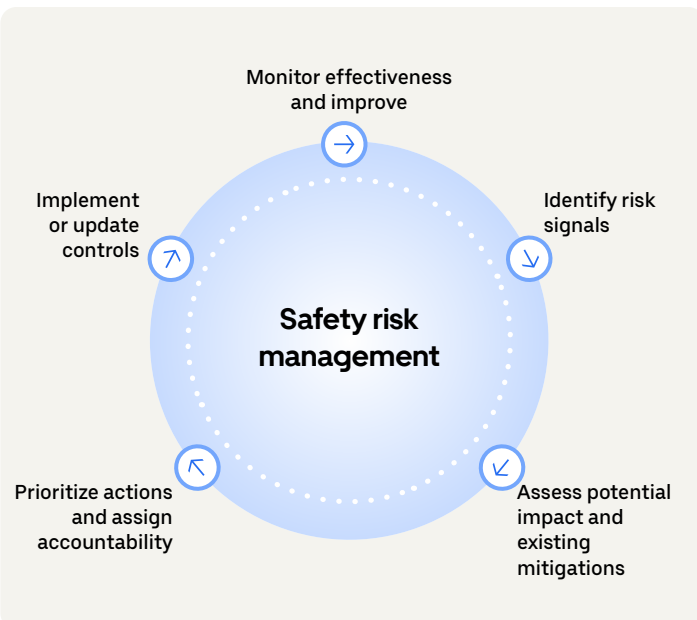 Monitor effectiveness
and improve
Identify risk
signals
Assess potential
impact and
existing
mitigations
Prioritize actions
and assign
accountability
Implement
or update
controls
Safety risk
management